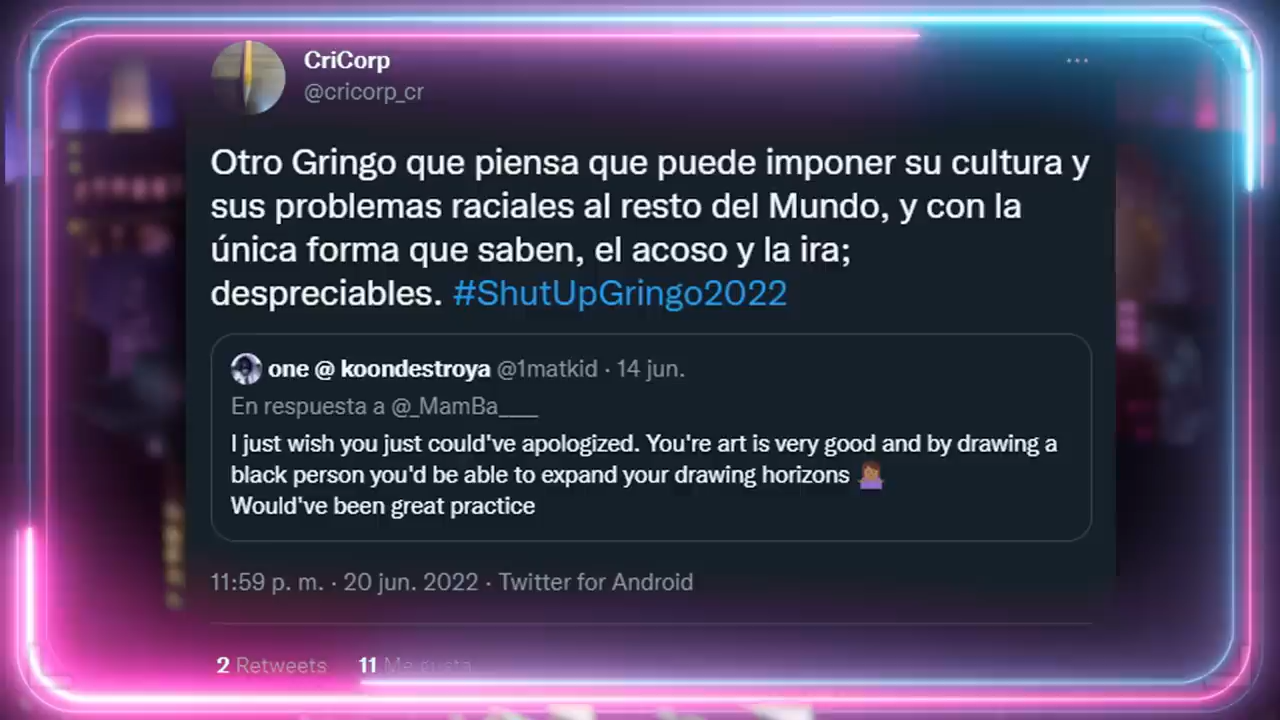 CriCorp
@cricorp_cr
Otro Gringo que piensa que puede imponer su cultura y
sus problemas raciales al resto del Mundo, y con la
única forma que saben, el acoso y la ira;
despreciables. #ShutUpGringo2022
one @ koondestroya @1matkid · 14 jun.
En respuesta a @_MamBa____
I just wish you just could've apologized. You're art is very good and by drawing a
black person you'd be able to expand your drawing horizons 🤷🏽‍♀️
Would've been great practice
11:59 p. m. · 20 jun. 2022 · Twitter for Android
2 Retweets 11 Me gusta